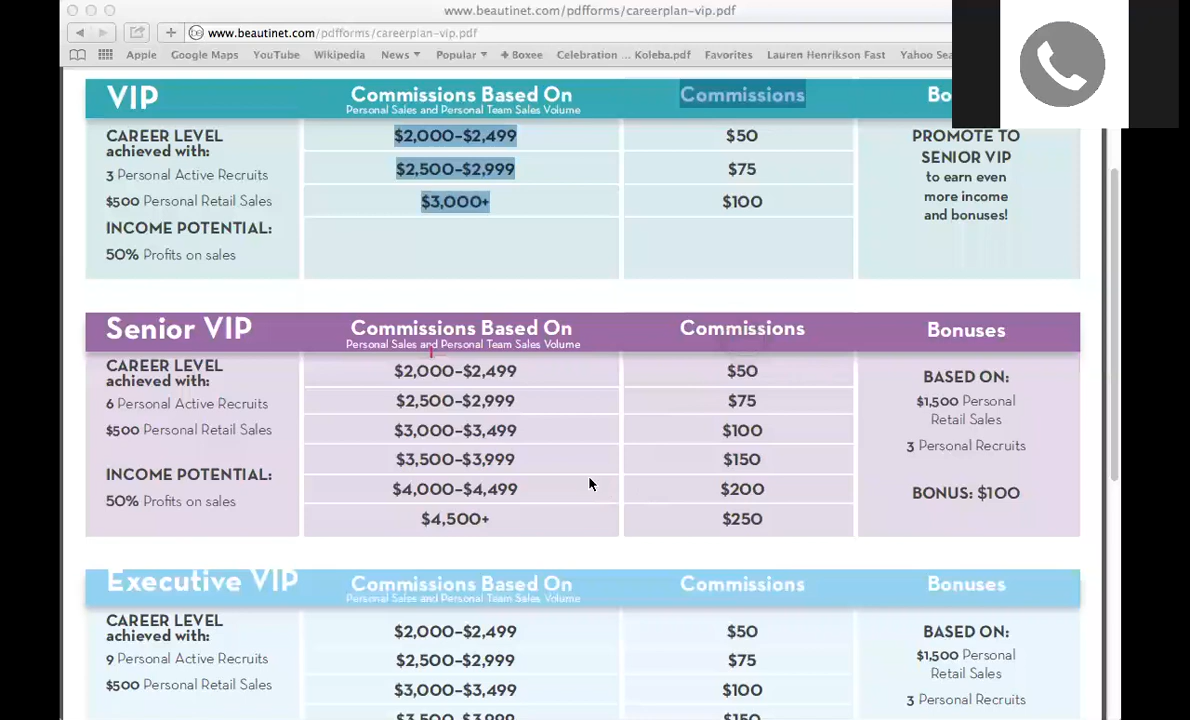 www.beautinet.com/pdfforms/careerplan-vip.pdf
www.beautinet.com/pdfforms/careerplan-vip.pdf
Apple Google Maps YouTube Wikipedia News Popular + Boxee Celebration ... Koleba.pdf Favorites Lauren Henrikson Fast Yahoo Sea
VIP Commissions Based On Commissions Bo
Personal Sales and Personal Team Sales Volume
CAREER LEVEL $2,000-$2,499 $50 PROMOTE TO
achieved with: SENIOR VIP
3 Personal Active Recruits $2,500-$2,999 $75 to earn even
$500 Personal Retail Sales $3,000+ $100 more income
and bonuses!
INCOME POTENTIAL:
50% Profits on sales
Senior VIP Commissions Based On Commissions Bonuses
Personal Sales and Personal Team Sales Volume
CAREER LEVEL $2,000-$2,499 $50 BASED ON:
achieved with:
6 Personal Active Recruits $2,500-$2,999 $75 $1,500 Personal
Retail Sales
$500 Personal Retail Sales $3,000-$3,499 $100 3 Personal Recruits
$3,500-$3,999 $150
INCOME POTENTIAL: $4,000-$4,499 $200 BONUS: $100
50% Profits on sales $4,500+ $250
Executive VIP Commissions Based On Commissions Bonuses
Personal Sales and Personal Team Sales Volume
CAREER LEVEL $2,000-$2,499 $50 BASED ON:
achieved with:
9 Personal Active Recruits $2,500-$2,999 $75 $1,500 Personal
Retail Sales
$500 Personal Retail Sales $3,000-$3,499 $100 3 Personal Recruits
$3,500-$3,999 $150